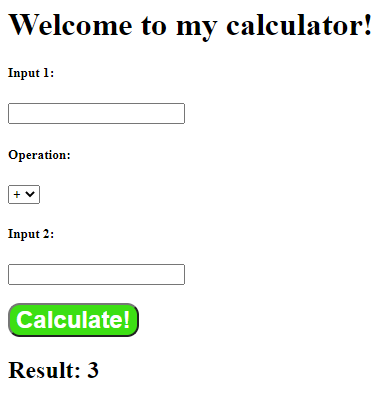 Welcome to my calculator!
Input 1:
Operation:
+
Input 2:
Calculate!
Result: 3